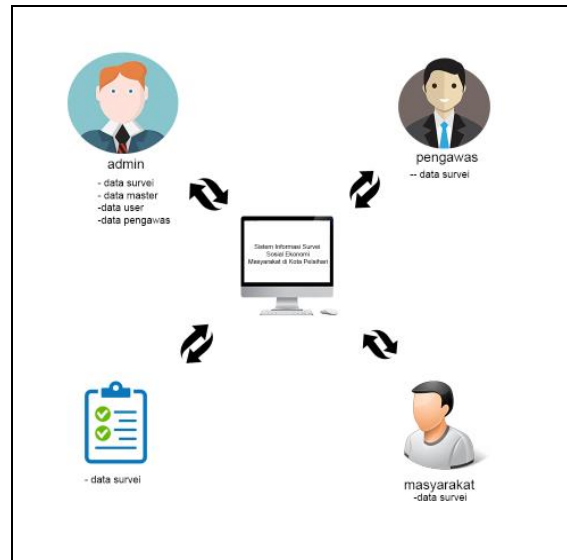 admin
- data survei
- data master
-data user
-data pengawas
pengawas
-- data survei
Sistem Informasi Survei
Sosial Ekonomi
Masyarakat di Kota Pelaihari
- data survei
masyarakat
-data survei